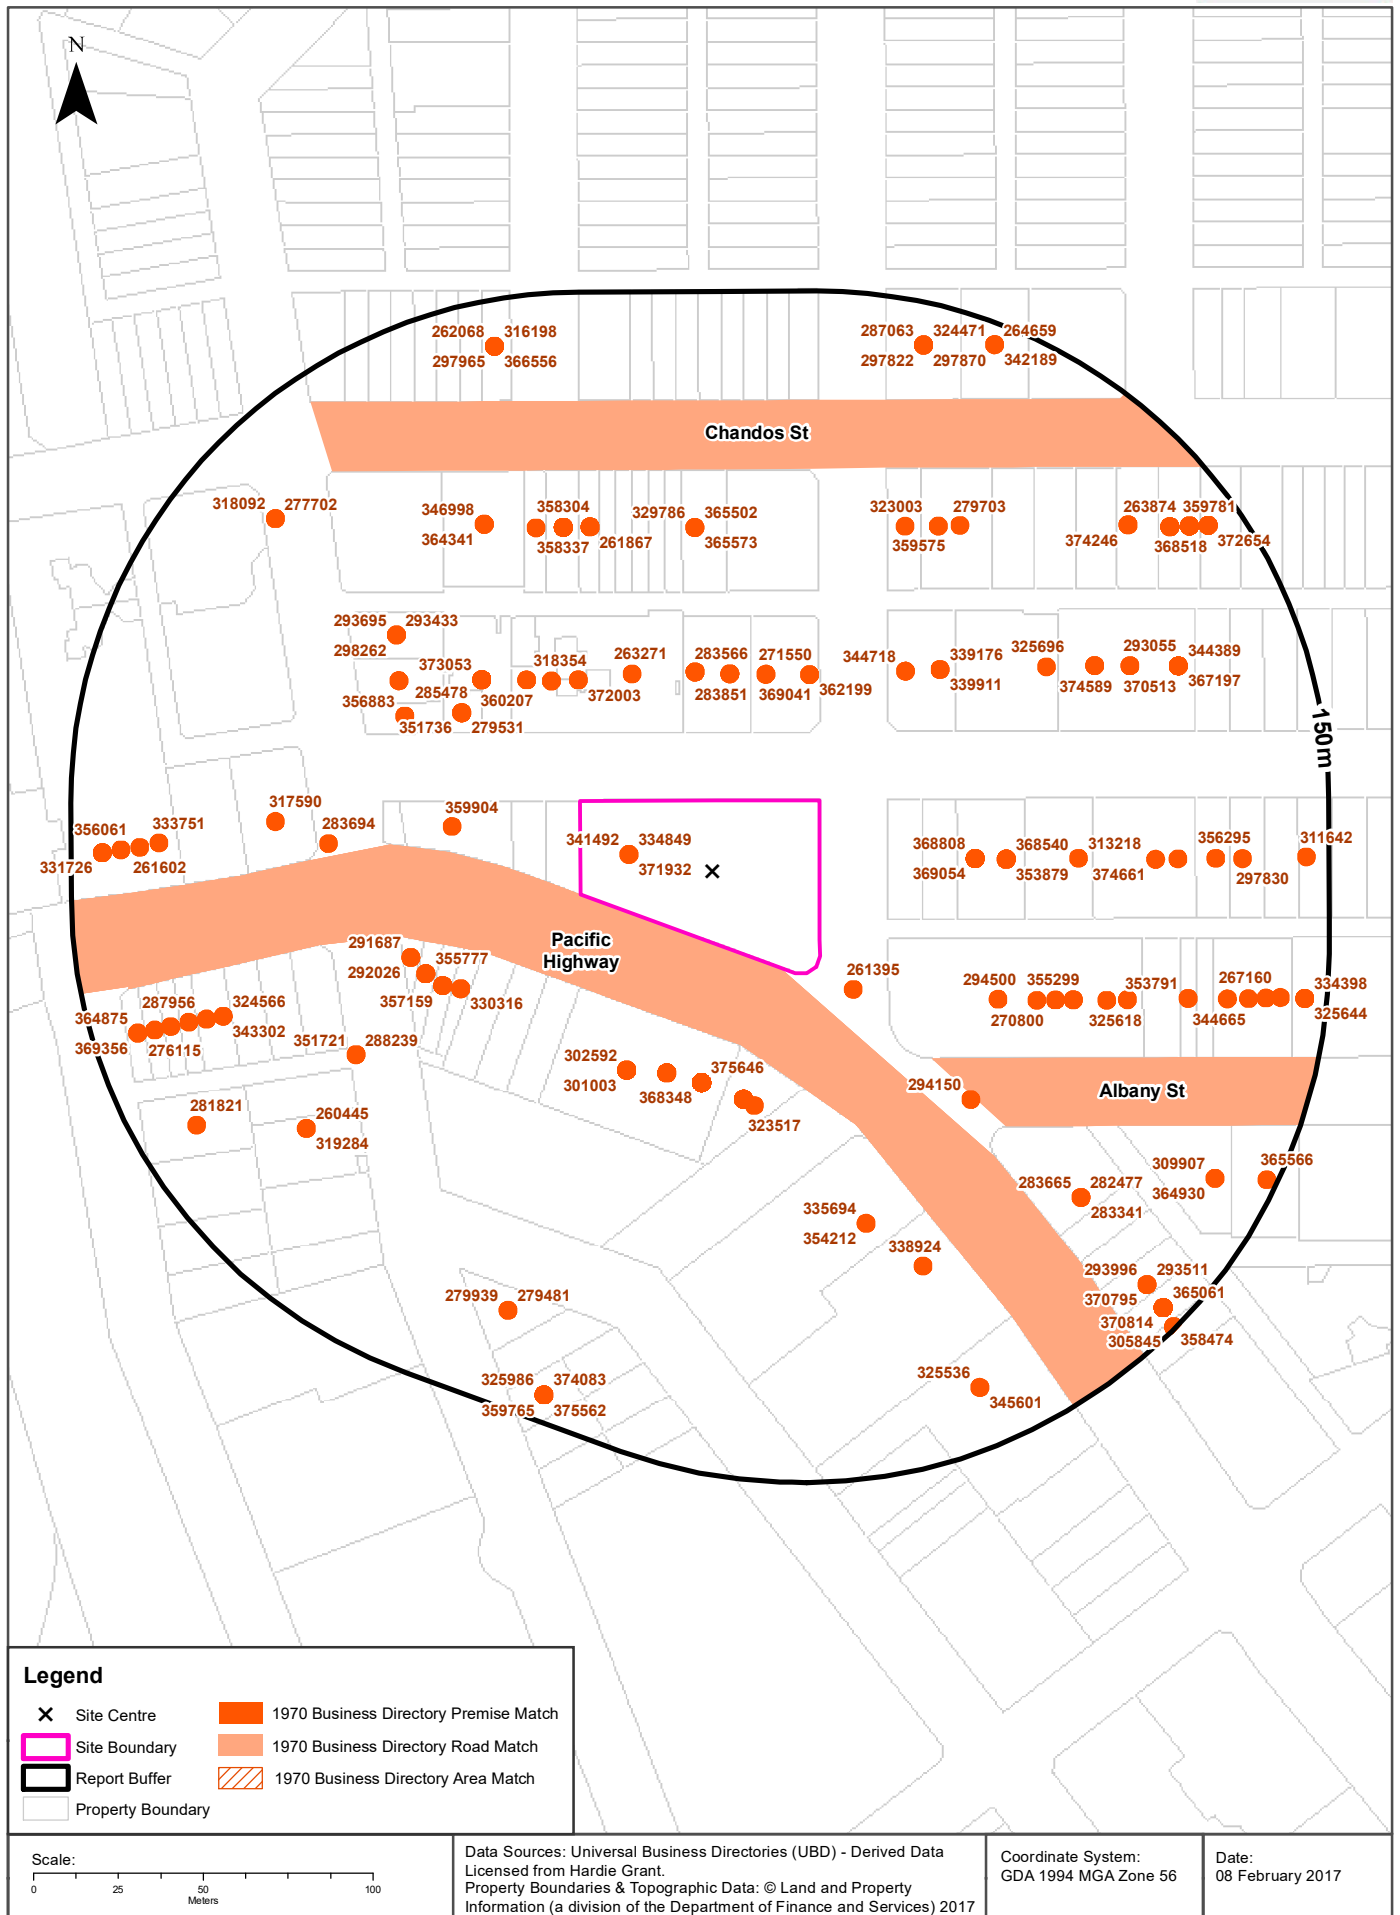 N
262068 316198
297965 366556
287063 324471 264659
297822 297870 342189
Chandos St
318092 277702
346998 358304 329786 365502
364341 358337 261867 365573
323003 279703
359575
263874 359781
374246 368518 372654
293695 293433
298262
373053 318354 263271 283566 271550
356883 285478 360207 372003 283851 369041 362199
351736 279531
344718 339176 325696 293055 344389
339911 374589 370513 367197
150m
317590
283694
359904
356061 333751
331726 261602
341492 334849
371932
368808 368540 313218 356295 311642
369054 353879 374661 297830
Pacific
Highway
291687 355777
292026
357159 330316
261395
294500 355299 353791 267160 334398
270800 325618 344665 325644
287956 324566
364875 343302
369356 276115
351721 288239
302592 375646
301003 368348
323517
294150
Albany St
281821 260445
319284
309907 365566
364930
283665 282477
283341
335694
354212 338924
293996 293511
370795 365061
370814
305845 358474
279939 279481
325986 374083
359765 375562
325536
345601
Legend
Site Centre
Site Boundary
Report Buffer
Property Boundary
1970 Business Directory Premise Match
1970 Business Directory Road Match
1970 Business Directory Area Match
Scale:
0 25 50 100
Meters
Data Sources: Universal Business Directories (UBD) - Derived Data
Licensed from Hardie Grant.
Property Boundaries & Topographic Data: © Land and Property
Information (a division of the Department of Finance and Services) 2017
Coordinate System:
GDA 1994 MGA Zone 56
Date:
08 February 2017